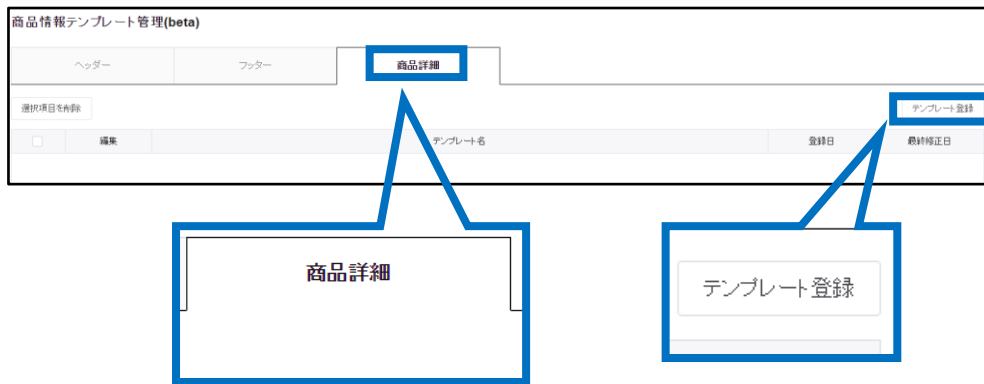 商品情報テンプレート管理(beta)
ヘッダー
フッター
商品詳細
選択項目を削除
テンプレート登録
編集
テンプレート名
登録日
最終修正日
商品詳細
テンプレート登録